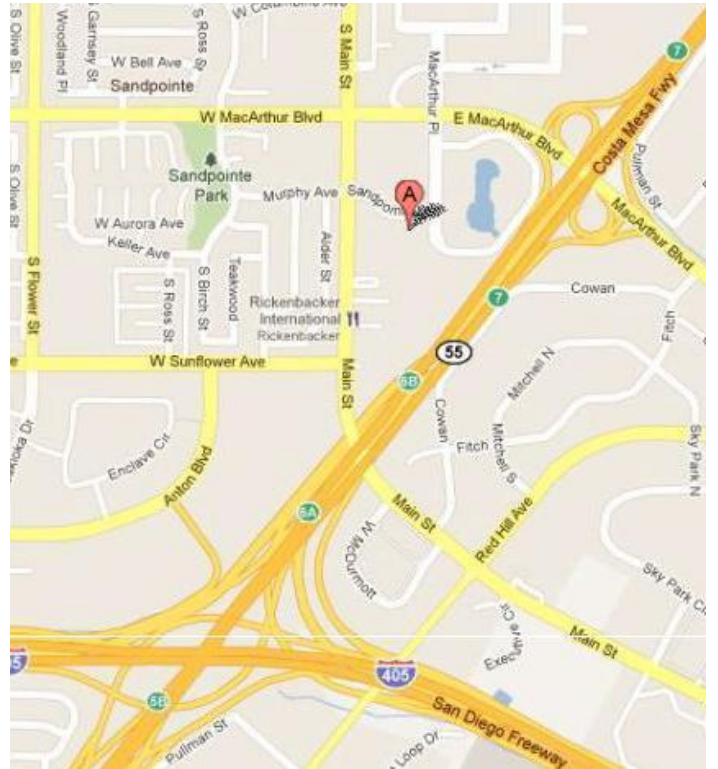 W Columbine Ave
S Olive St
Woodland Pl
S Garnsey St
S Ross St
S Main St
W Bell Ave
Sandpointe
MacArthur Pl
7
Costa Mesa Fwy
W MacArthur Blvd
E MacArthur Blvd
Pullman St
Sandpointe
Park
Murphy Ave
A
S Olive St
W Aurora Ave
Keller Ave
Alder St
MacArthur Blvd
S Flower St
S Ross St
S Birch St
Teakwood
Rickenbacker
International
Rickenbacker
7
Cowan
Fitch
W Sunflower Ave
55
Main St
6B
Mitchell N
Cowan
Enclave Cir
Fitch
Mitchell S
Sky Park N
Anton Blvd
6A
Main St
Red Hill Ave
W McDurmott
Sky Park Cir
Main St
405
5B
San Diego Freeway
Pullman St
Loop Dr